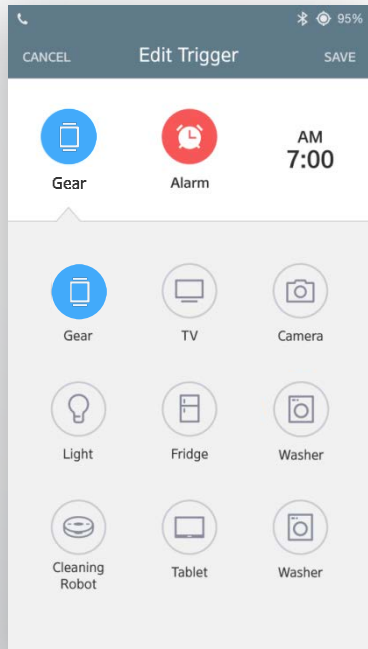 95%
CANCEL Edit Trigger SAVE
AM
7:00
Gear Alarm
Gear TV Camera
Light Fridge Washer
Cleaning
Robot Tablet Washer